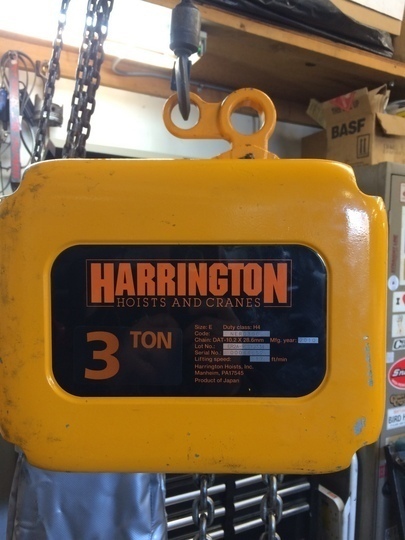 BASF
HARRINGTON
HOISTS AND CRANES
3 TON
Size: E Duty class: H4
Code:
Chain: DAT-10.2 X 28.6mm Mfg. year:
Lot No.:
Serial No.
Lifting speed: ft/min
Harrington Hoists, Inc.
Manheim, PA17545
Product of Japan